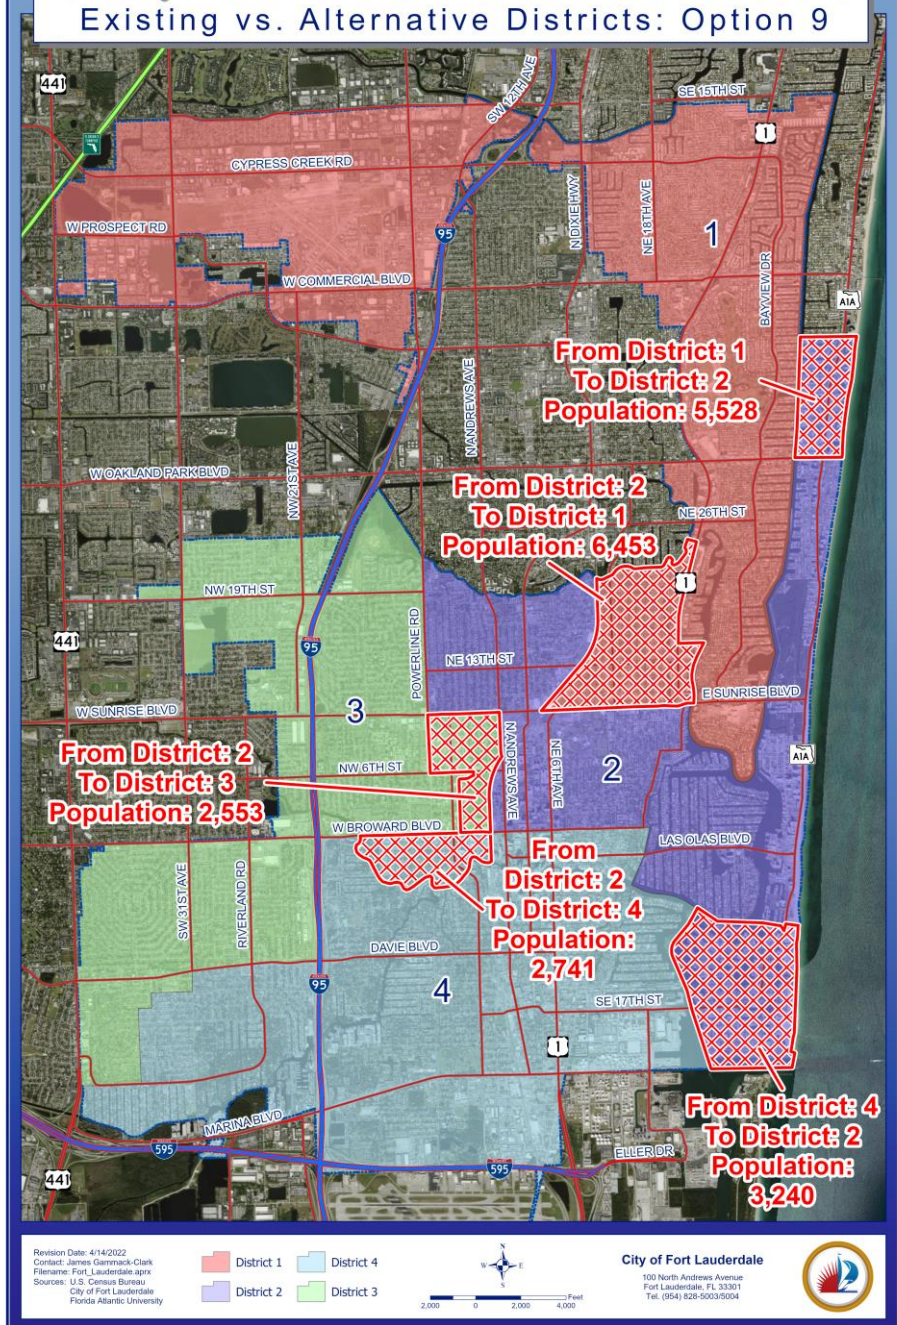 Existing vs. Alternative Districts: Option 9
441
SW 12TH AVE
SE 15TH ST
1
CYPRESS CREEK RD
N DIXIE HWY
NE 18TH AVE
W PROSPECT RD
95
1
BAYVIEW DR
W COMMERCIAL BLVD
A1A
From District: 1
To District: 2
Population: 5,528
N ANDREWS AVE
NW 21ST AVE
W OAKLAND PARK BLVD
From District: 2
To District: 1
Population: 6,453
NE 26TH ST
1
NW 19TH ST
441
95
POWERLINE RD
NE 13TH ST
W SUNRISE BLVD
E SUNRISE BLVD
3
From District: 2
To District: 3
Population: 2,553
NW 6TH ST
N ANDREWS AVE
NE 6TH AVE
2
A1A
W BROWARD BLVD
LAS OLAS BLVD
SW 31ST AVE
RIVERLAND RD
From
District: 2
To District: 4
Population:
2,741
DAVIE BLVD
95
4
SE 17TH ST
1
From District: 4
To District: 2
Population:
3,240
MARINA BLVD
595
595
ELLER DR
441
Revision Date: 4/14/2022
Contact: James Gammack-Clark
Filename: Fort_Lauderdale.aprx
Sources: U.S. Census Bureau
City of Fort Lauderdale
Florida Atlantic University
District 1
District 4
District 2
District 3
N
W
E
S
Feet
2,000
0
2,000
4,000
City of Fort Lauderdale
100 North Andrews Avenue
Fort Lauderdale, FL 33301
Tel. (954) 828-5003/5004